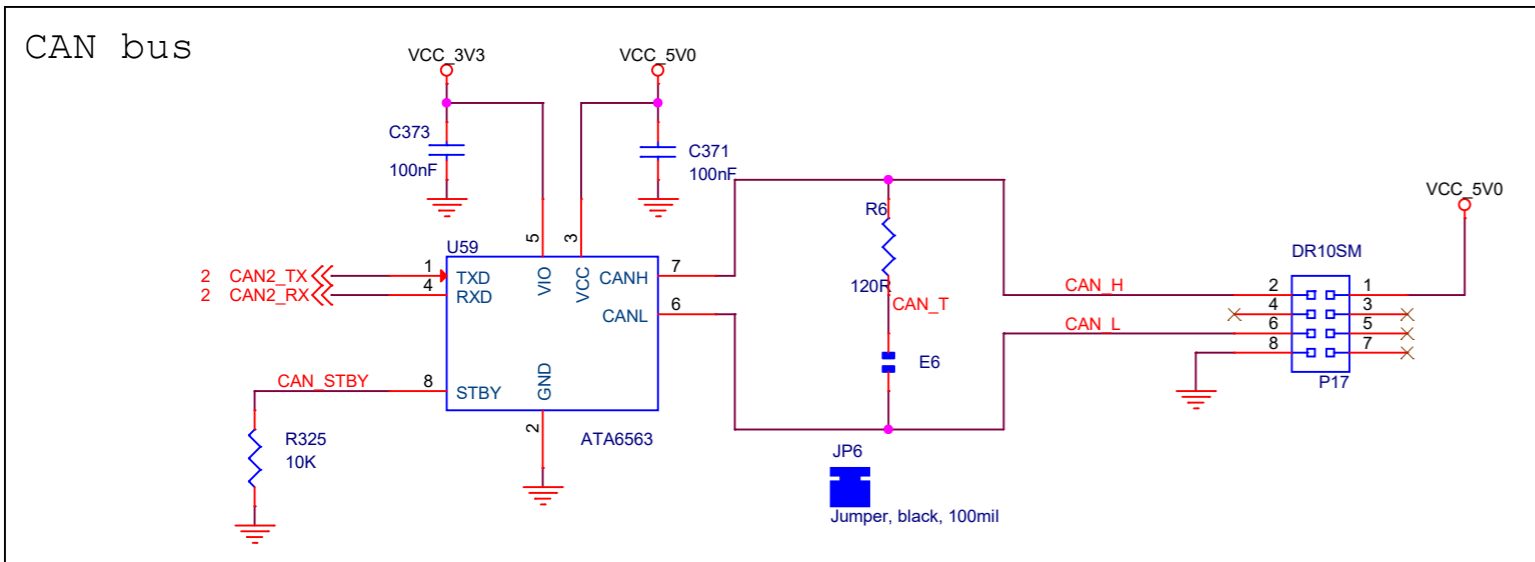 CAN bus
VCC_3V3
VCC_5V0
C373
100nF
C371
100nF
VCC_5V0
R6
120R
CAN_T
U59
5
3
VIO
VCC
2 CAN2_TX
1
TXD
2 CAN2_RX
4
RXD
CANH
7
CANL
6
CAN_STBY
8
STBY
GND
2
ATA6563
R325
10K
E6
CAN_H
CAN_L
DR10SM
2
1
4
3
6
5
8
7
P17
JP6
Jumper, black, 100mil